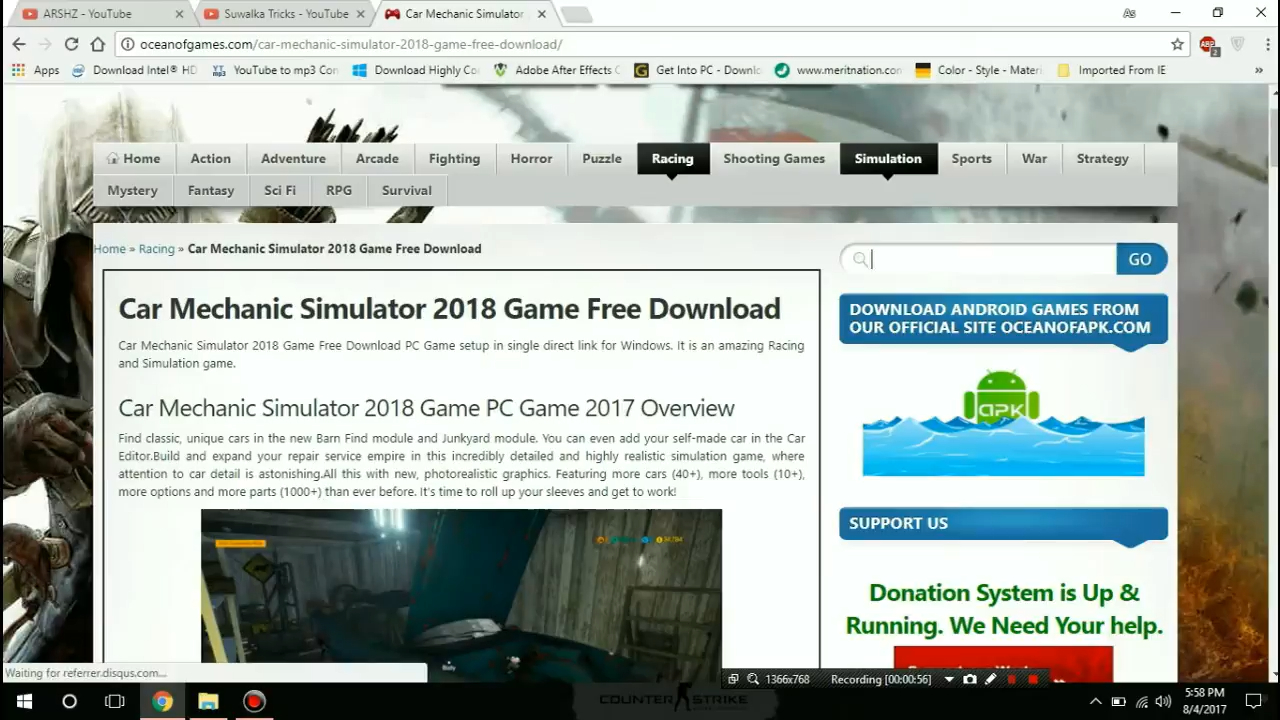 ARSHZ - YouTube
Suwalka Tricks - YouTube
Car Mechanic Simulator
As
oceanofgames.com/car-mechanic-simulator-2018-game-free-download/
ABP
2
Apps
Download Intel® HD
YouTube to mp3 Con
Download Highly Co
Adobe After Effects C
Get Into PC - Downlo
www.meritnation.com
Color - Style - Materi
Imported From IE
»
Home
Action
Adventure
Arcade
Fighting
Horror
Puzzle
Racing
Shooting Games
Simulation
Sports
War
Strategy
Mystery
Fantasy
Sci Fi
RPG
Survival
Home » Racing » Car Mechanic Simulator 2018 Game Free Download
GO
Car Mechanic Simulator 2018 Game Free Download
Car Mechanic Simulator 2018 Game Free Download PC Game setup in single direct link for Windows. It is an amazing Racing
and Simulation game.
Car Mechanic Simulator 2018 Game PC Game 2017 Overview
Find classic, unique cars in the new Barn Find module and Junkyard module. You can even add your self-made car in the Car
Editor.Build and expand your repair service empire in this incredibly detailed and highly realistic simulation game, where
attention to car detail is astonishing.All this with new, photorealistic graphics. Featuring more cars (40+), more tools (10+),
more options and more parts (1000+) than ever before. It's time to roll up your sleeves and get to work!
DOWNLOAD ANDROID GAMES FROM
OUR OFFICIAL SITE OCEANOFAPK.COM
APK
SUPPORT US
Donation System is Up &
Running. We Need Your help.
Body
Waiting for referrer.disqus.com...
1366x768
Recording [00:00:56]
COUNTER STRIKE
5:58 PM
8/4/2017